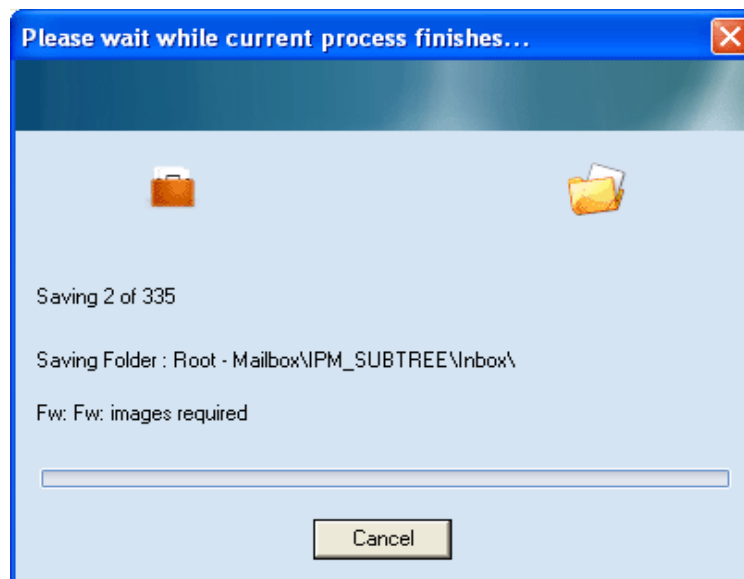 Please wait while current process finishes...
Saving 2 of 335
Saving Folder : Root - Mailbox\IPM_SUBTREE\Inbox\
Fw: Fw: images required
Cancel